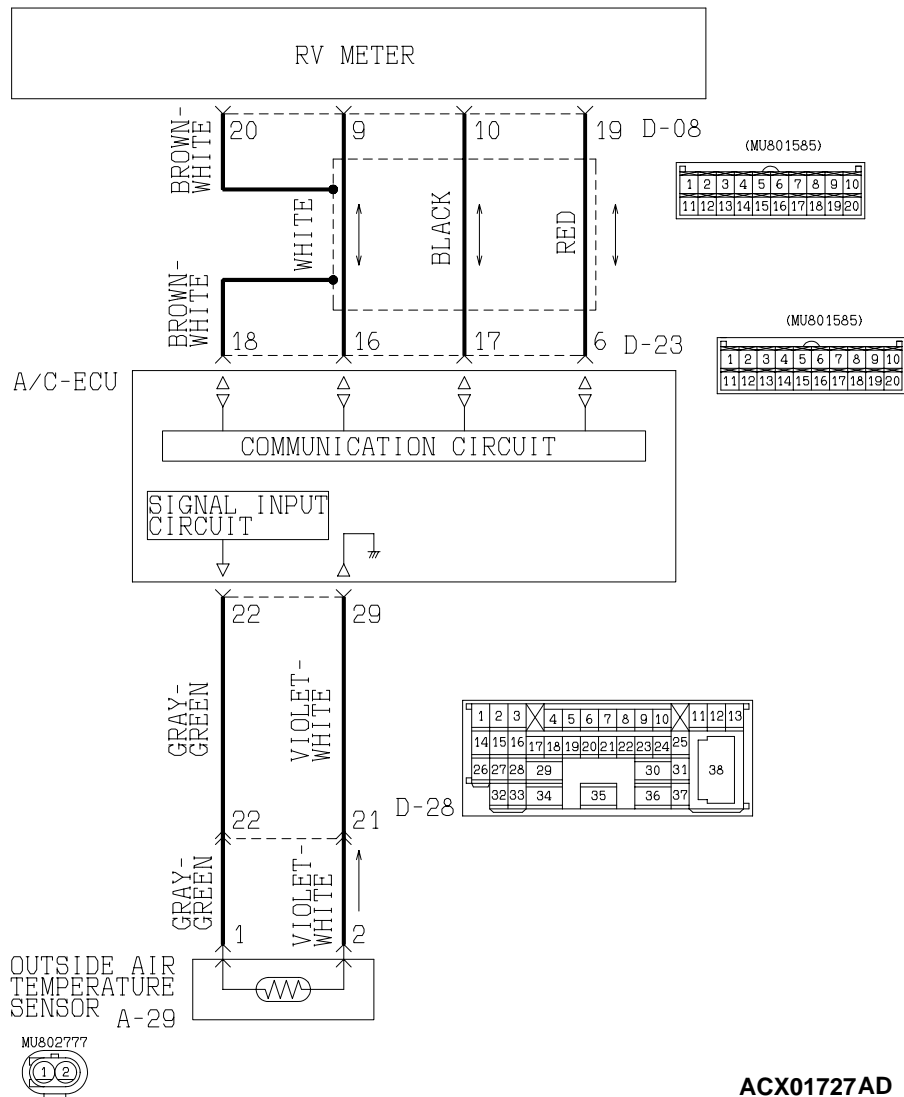 RV METER
20 9 10 19 D-08
(MU801585)
1 2 3 4 5 6 7 8 9 10
11 12 13 14 15 16 17 18 19 20
BROWN-
WHITE
WHITE
BLACK
RED
BROWN-
WHITE
18 16 17 6 D-23
(MU801585)
1 2 3 4 5 6 7 8 9 10
11 12 13 14 15 16 17 18 19 20
A/C-ECU
COMMUNICATION CIRCUIT
SIGNAL INPUT
CIRCUIT
22 29
GRAY-
GREEN
VIOLET-
WHITE
22 21 D-28
1 2 3 4 5 6 7 8 9 10 11 12 13
14 15 16 17 18 19 20 21 22 23 24 25
26 27 28 29 30 31 38
32 33 34 35 36 37
GRAY-
GREEN
VIOLET-
WHITE
1 2
OUTSIDE AIR
TEMPERATURE
SENSOR A-29
MU802777
1 2
ACX01727AD